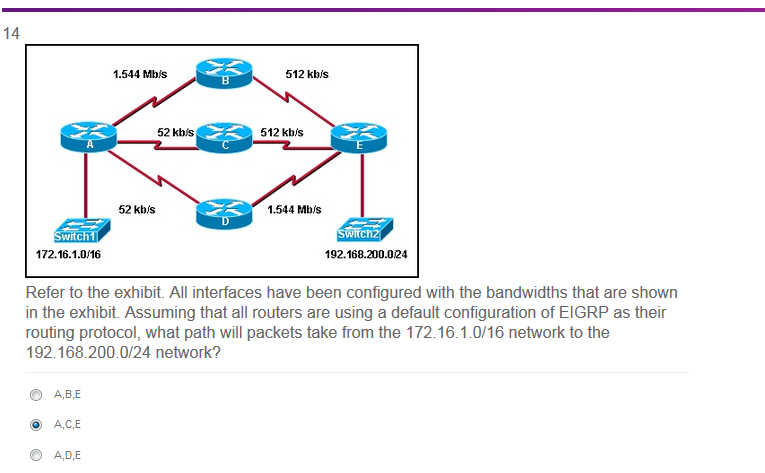 14
1.544 Mb/s
512 kb/s
B
52 kb/s
512 kb/s
A
C
E
52 kb/s
1.544 Mb/s
D
Switch1
Switch2
172.16.1.0/16
192.168.200.0/24
Refer to the exhibit. All interfaces have been configured with the bandwidths that are shown
in the exhibit. Assuming that all routers are using a default configuration of EIGRP as their
routing protocol, what path will packets take from the 172.16.1.0/16 network to the
192.168.200.0/24 network?
A,B,E
A,C,E
A,D,E